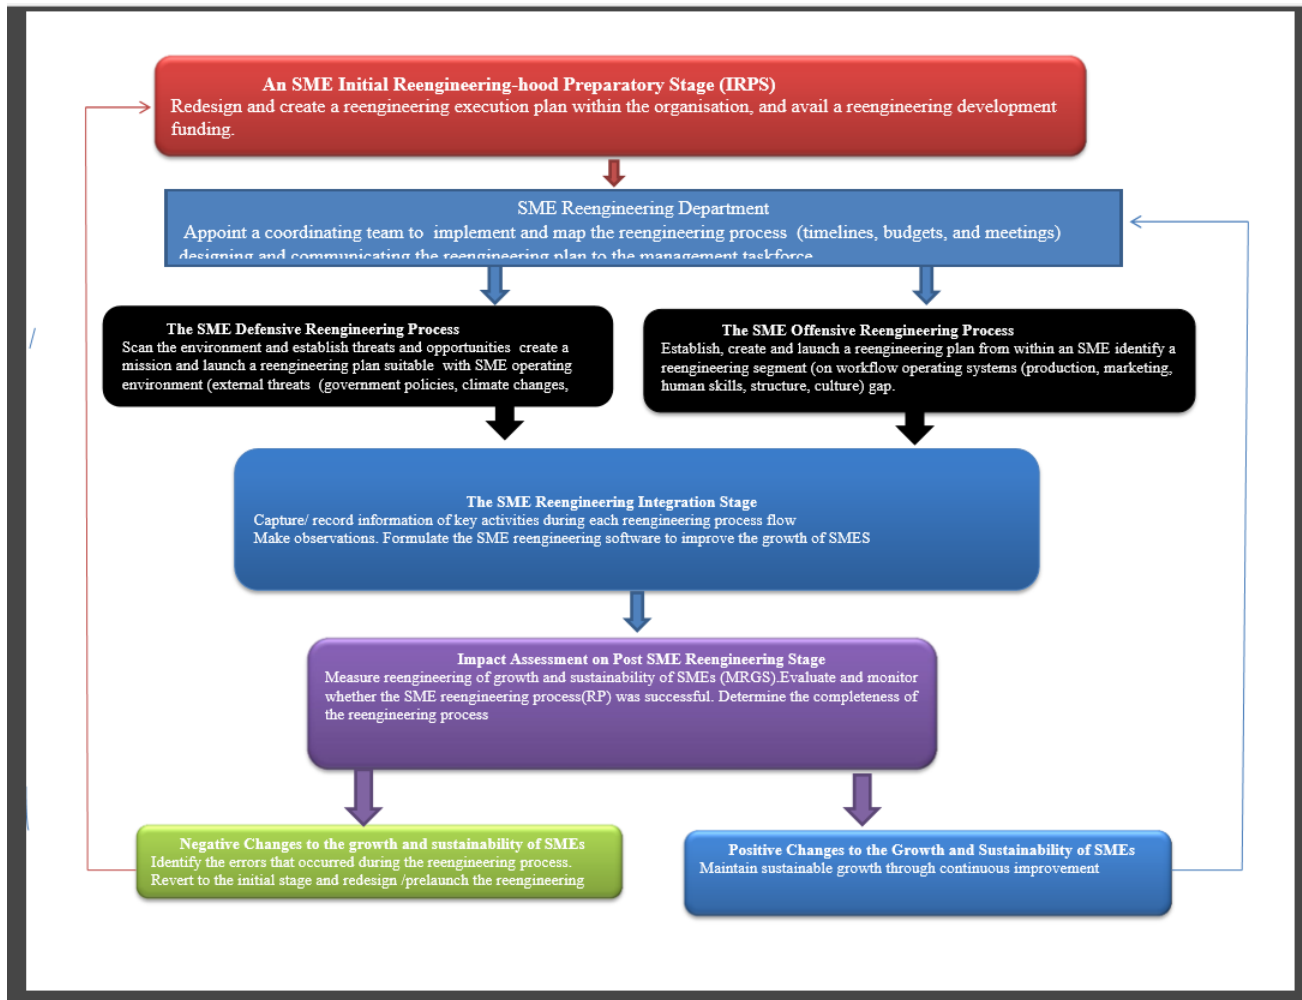 An SME Initial Reengineering-hood Preparatory Stage (IRPS)
Redesign and create a reengineering execution plan within the organisation, and avail a reengineering development
funding.
SME Reengineering Department
Appoint a coordinating team to implement and map the reengineering process (timelines, budgets, and meetings)
designing and communicating the reengineering plan to the management taskforce
The SME Defensive Reengineering Process
Scan the environment and establish threats and opportunities create a
mission and launch a reengineering plan suitable with SME operating
environment (external threats (government policies, climate changes,
The SME Offensive Reengineering Process
Establish, create and launch a reengineering plan from within an SME identify a
reengineering segment (on workflow operating systems (production, marketing,
human skills, structure, culture) gap.
The SME Reengineering Integration Stage
Capture/ record information of key activities during each reengineering process flow
Make observations. Formulate the SME reengineering software to improve the growth of SMES
Impact Assessment on Post SME Reengineering Stage
Measure reengineering of growth and sustainability of SMEs (MRGS).Evaluate and monitor
whether the SME reengineering process(RP) was successful. Determine the completeness of
the reengineering process
Negative Changes to the growth and sustainability of SMEs
Identify the errors that occurred during the reengineering process.
Revert to the initial stage and redesign /prelaunch the reengineering
Positive Changes to the Growth and Sustainability of SMEs
Maintain sustainable growth through continuous improvement